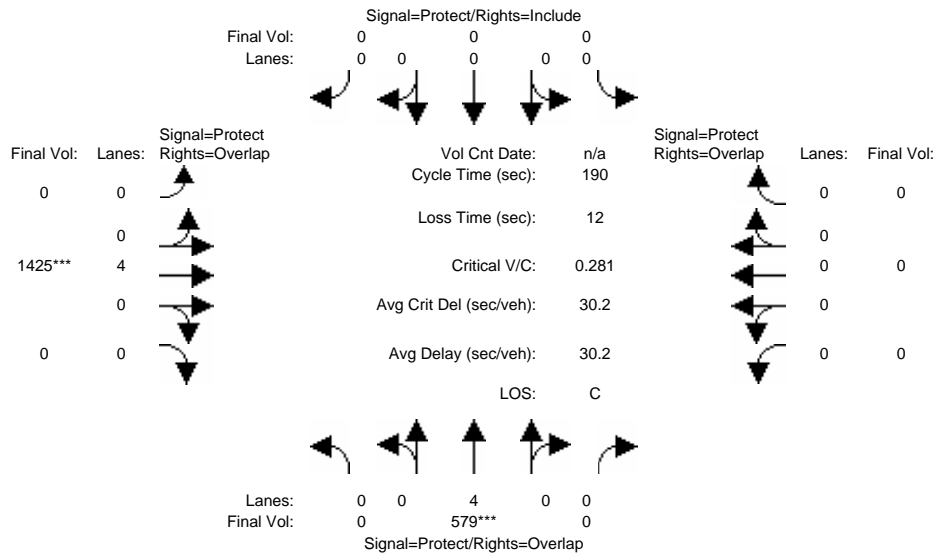 Signal=Protect/Rights=Include
Final Vol: 0 0 0
Lanes: 0 0 0 0 0
Signal=Protect Signal=Protect
Final Vol: Lanes: Rights=Overlap Vol Cnt Date: n/a Rights=Overlap Lanes: Final Vol:
Cycle Time (sec): 190
0 0 0 0
Loss Time (sec): 12
0 0
1425*** 4 Critical V/C: 0.281 0 0
0 Avg Crit Del (sec/veh): 30.2 0
0 0 Avg Delay (sec/veh): 30.2 0 0
LOS: C
Lanes: 0 0 4 0 0
Final Vol: 0 579*** 0
Signal=Protect/Rights=Overlap